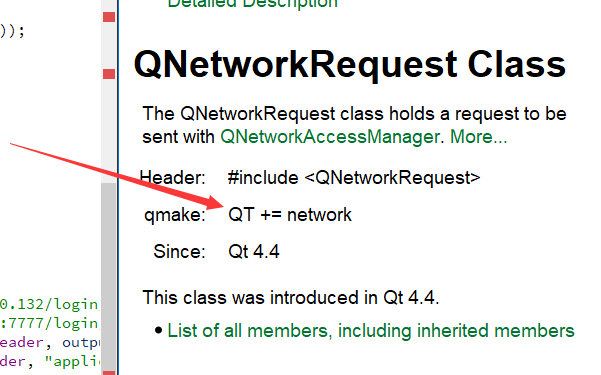 Detailed Description
));
QNetworkRequest Class
The QNetworkRequest class holds a request to be
sent with QNetworkAccessManager. More...
Header: #include <QNetworkRequest>
qmake: QT += network
Since: Qt 4.4
This class was introduced in Qt 4.4.
0.132/login
:7777/login
List of all members, including inherited members
eader, outp
der, "appli